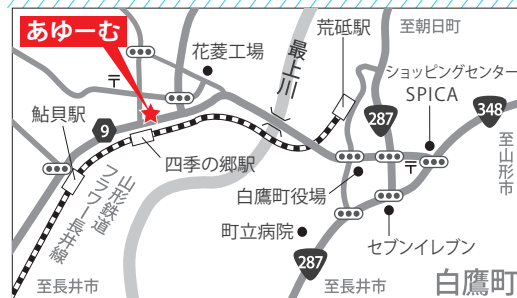 あゆーむ
花菱工場
最上川
荒砥駅
至朝日町
ショッピングセンター
SPICA
〒
鮎貝駅
9
287
348
至山形市
四季の郷駅
〒
白鷹町役場
山形鉄道
フラワー長井線
町立病院
セブンイレブン
287
至長井市
至長井市
白鷹町